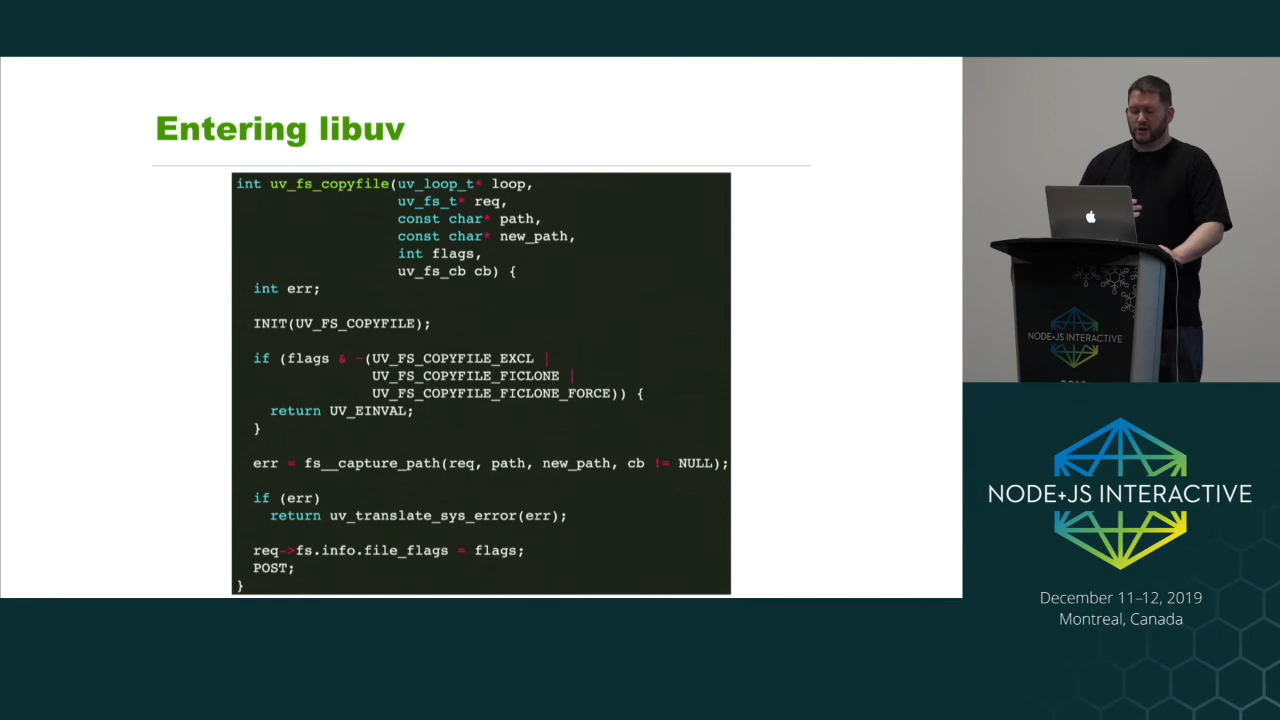 Entering libuv
int uv_fs_copyfile(uv_loop_t* loop,
uv_fs_t* req,
const char* path,
const char* new_path,
int flags,
uv_fs_cb cb) {
int err;
INIT(UV_FS_COPYFILE);
if (flags & ~(UV_FS_COPYFILE_EXCL |
UV_FS_COPYFILE_FICLONE |
UV_FS_COPYFILE_FICLONE_FORCE)) {
return UV_EINVAL;
}
err = fs__capture_path(req, path, new_path, cb != NULL);
if (err)
return uv_translate_sys_error(err);
req->fs.info.file_flags = flags;
POST;
}
NODE+JS INTERACTIVE
NODE+JS INTERACTIVE
December 11–12, 2019
Montreal, Canada